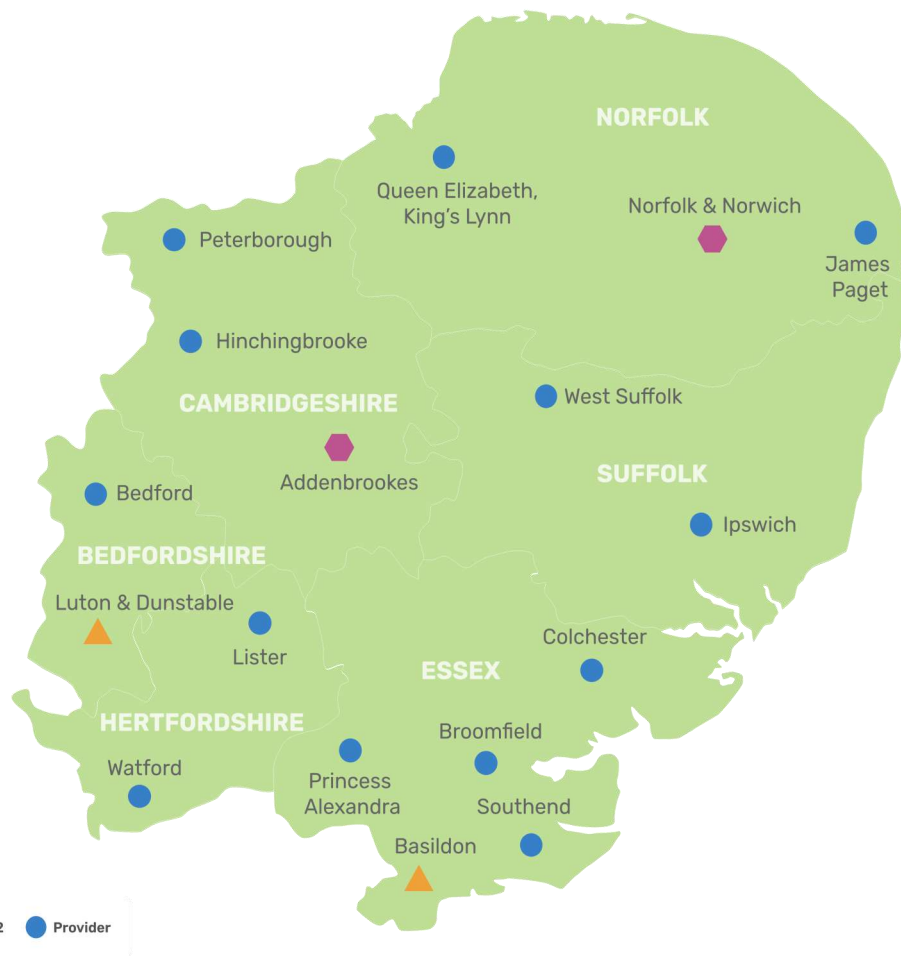 NORFOLK
Queen Elizabeth,
King's Lynn
Norfolk & Norwich
Peterborough
James
Paget
Hinchingbrooke
CAMBRIDGESHIRE
West Suffolk
Addenbrookes
SUFFOLK
Bedford
Ipswich
BEDFORDSHIRE
Luton & Dunstable
Lister
Colchester
ESSEX
HERTFORDSHIRE
Broomfield
Watford
Princess
Alexandra
Southend
Basildon
2 Provider